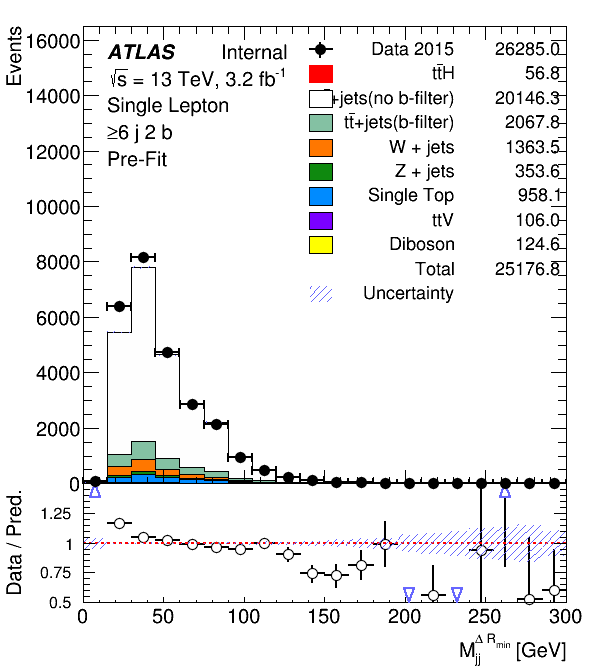 Events
16000
14000
12000
10000
8000
6000
4000
2000
0
ATLAS Internal
√s = 13 TeV, 3.2 fb⁻¹
Single Lepton
≥6 j 2 b
Pre-Fit
Data 2015 26285.0
tt̄H 56.8
+jets(no b-filter) 20146.3
tt̄+jets(b-filter) 2067.8
W + jets 1363.5
Z + jets 353.6
Single Top 958.1
ttV 106.0
Diboson 124.6
Total 25176.8
Uncertainty
Data / Pred.
1.25
1
0.75
0.5
0 50 100 150 200 250 300
M_jj^Δ R_min [GeV]